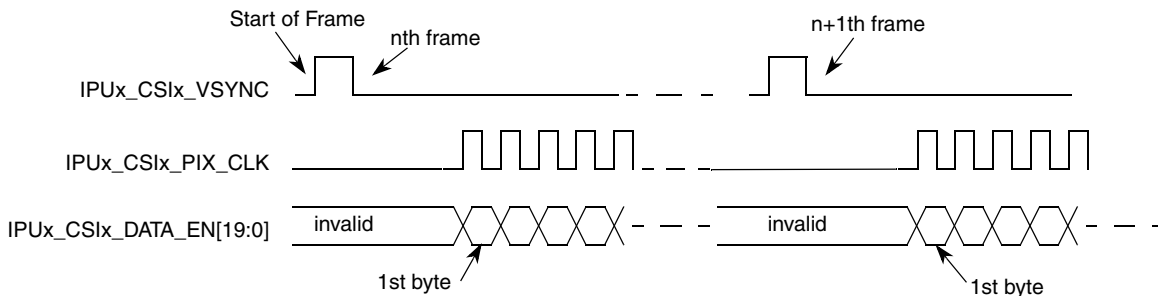 Start of Frame
nth frame
n+1th frame
IPUx_CSIx_VSYNC
IPUx_CSIx_PIX_CLK
IPUx_CSIx_DATA_EN[19:0]
invalid
invalid
1st byte
1st byte